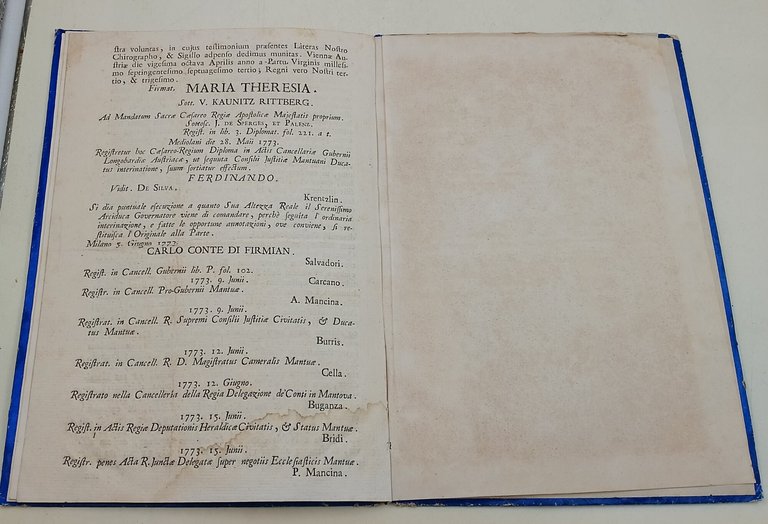 ſtra voluntas, in cujus teſtimonium præſentes Literas Noſtro
Chirographo, & Sigillo adpenſo dedimus munitas. Viennæ Au-
ſtriæ die vigeſima octava Aprilis anno a Partu Virginis milleſi-
mo ſeptingenteſimo ſeptuageſimo tertio; Regni vero Noſtri ter-
tio, & trigeſimo.
Firmat. MARIA THERESIA.
Sott. V. KAUNITZ RITTBERG.
Ad Mandatum Sacræ Cæſareo Regiæ Apoſtolicæ Majeſtatis proprium.
Sottoſc. J. DE SPERGES, ET PALENZ.
Regiſt. in lib. 3. Diplomat. fol. 221. a t.
Mediolani die 28. Maii 1773.
Regiſtretur hoc Cæſareo-Regium Diploma in Actis Cancellariæ Gubernii
Longobardiæ Auſtriacæ, ut ſequuta Conſilii Juſtitiæ Mantuani Duca-
tus interinatione, ſuum ſortiatur effectum.
FERDINANDO.
Vidit. DE SILVA.
Krentzlin.
Si dia puntuale eſecuzione a quanto Sua Altezza Reale il Sereniſſimo
Arciduca Governatore viene di comandare, perchè ſeguita l'ordinaria
interinazione, e fatte le opportune annotazioni, ove conviene, ſi re-
ſtituiſca l'Originale alla Parte.
Milano 5. Giugno 1773.
CARLO CONTE DI FIRMIAN.
Salvadori.
Regiſt. in Cancell. Gubernii lib. P. fol. 102.
1773. 9. Junii. Carcano.
Regiſtr. in Cancell. Pro-Gubernii Mantuæ.
A. Mancina.
1773. 9. Junii.
Regiſtrat. in Cancell. R. Supremi Conſilii Juſtitiæ Civitatis, & Duca-
tus Mantuæ.
Burris.
1773. 12. Junii.
Regiſtrat. in Cancell. R. D. Magiſtratus Cameralis Mantuæ.
Cella.
1773. 12. Giugno.
Regiſtrato nella Cancelleria della Regia Delegazione de'Conti in Mantova.
Buganza.
1773. 15. Junii.
Regiſt. in Actis Regiæ Deputationis Heraldicæ Civitatis, & Status Mantuæ.
Bridi.
1773. 15. Junii.
Regiſtr. penes Acta R. Junctæ Delegatæ ſuper negotiis Eccleſiaſticis Mantuæ.
P. Mancina.